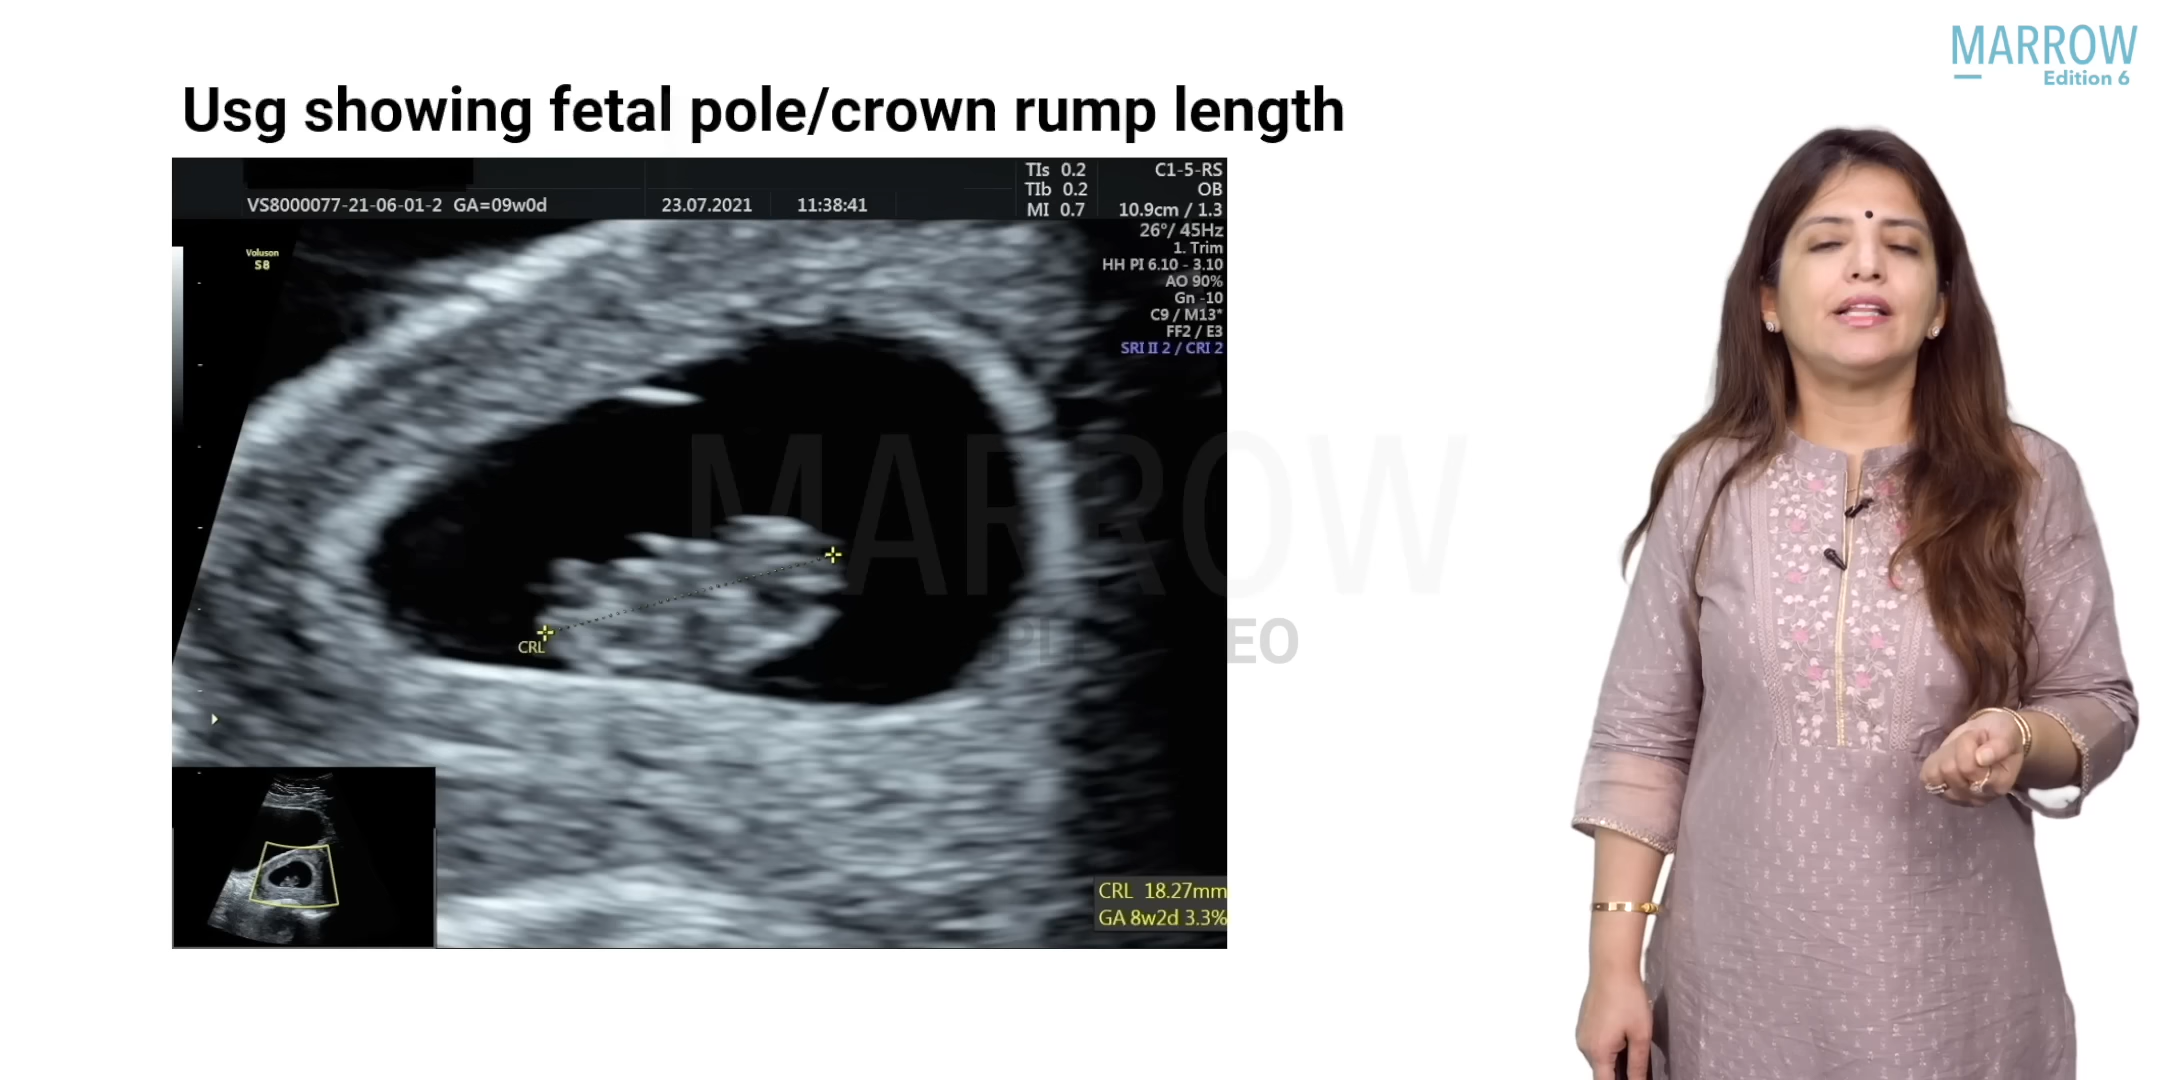 MARROW
Edition 6
Usg showing fetal pole/crown rump length
VS8000077-21-06-01-2 GA=09w0d 23.07.2021 11:38:41
TIs 0.2
TIb 0.2
MI 0.7
C1-5-RS
OB
10.9cm / 1.3
26°/ 45Hz
1. Trim
HH PI 6.10 - 3.10
AO 90%
Gn -10
C9 / M13*
FF2 / E3
SRI II 2 / CRI 2
Voluson
S8
MARROW
EO
CRL
CRL 18.27mm
GA 8w2d 3.3%